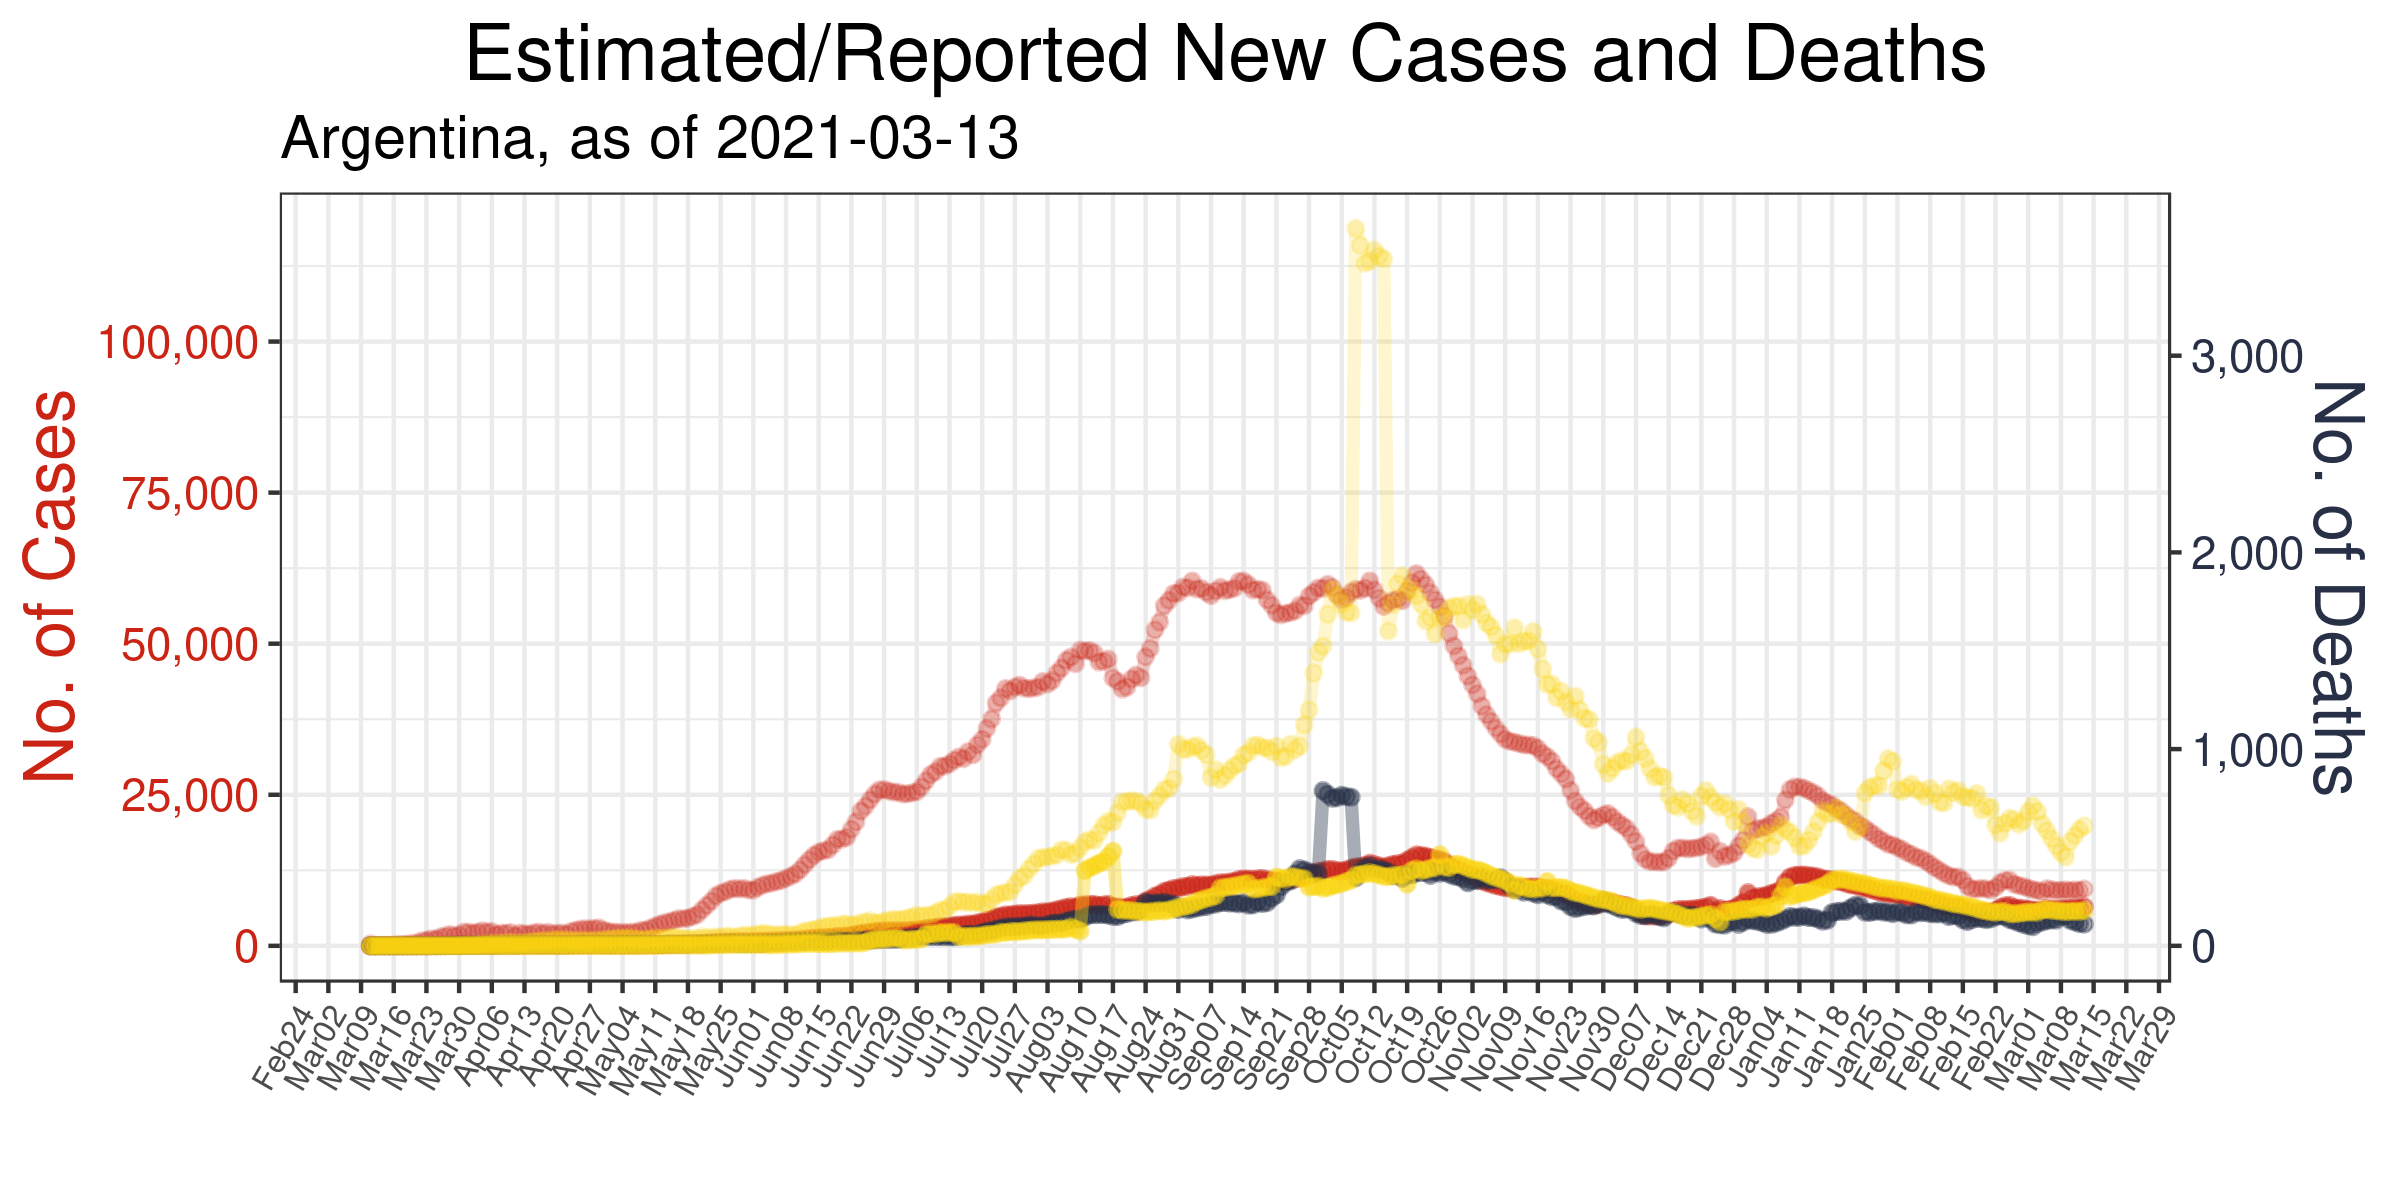 Estimated/Reported New Cases and Deaths
Argentina, as of 2021-03-13
No. of Cases
100,000
75,000
50,000
25,000
0
3,000
2,000
1,000
0
No. of Deaths
Feb24
Mar02
Mar09
Mar16
Mar23
Mar30
Apr06
Apr13
Apr20
Apr27
May04
May11
May18
May25
Jun01
Jun08
Jun15
Jun22
Jun29
Jul06
Jul13
Jul20
Jul27
Aug03
Aug10
Aug17
Aug24
Aug31
Sep07
Sep14
Sep21
Sep28
Oct05
Oct12
Oct19
Oct26
Nov02
Nov09
Nov16
Nov23
Nov30
Dec07
Dec14
Dec21
Dec28
Jan04
Jan11
Jan18
Jan25
Feb01
Feb08
Feb15
Feb22
Mar01
Mar08
Mar15
Mar22
Mar29